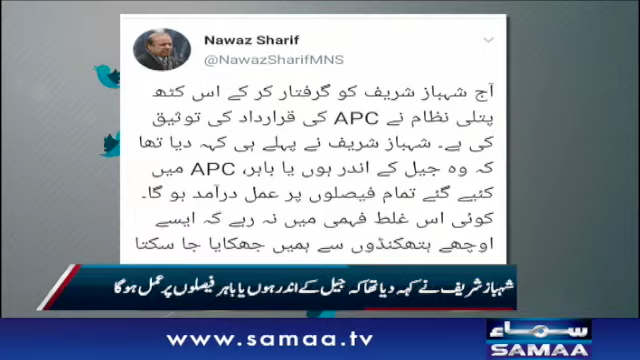 Nawaz Sharif
@NawazSharifMNS
آج شہباز شریف کو گرفتار کر کے اس کٹھ
پتلی نظام نے APC کی قرارداد کی توثیق
کی ہے۔ شہباز شریف نے پہلے ہی کہہ دیا تھا
کہ وہ جیل کے اندر ہوں یا باہر، APC میں
کئیے گئے تمام فیصلوں پر عمل درآمد ہو گا۔
کوئی اس غلط فہمی میں نہ رہے کہ ایسے
اوچھے ہتھکنڈوں سے ہمیں جھکایا جا سکتا
شہباز شریف نے کہہ دیا تھا کہ جیل کے اندر ہوں یا باہر فیصلوں پر عمل ہوگا
www.samaa.tv
سماء
SAMAA